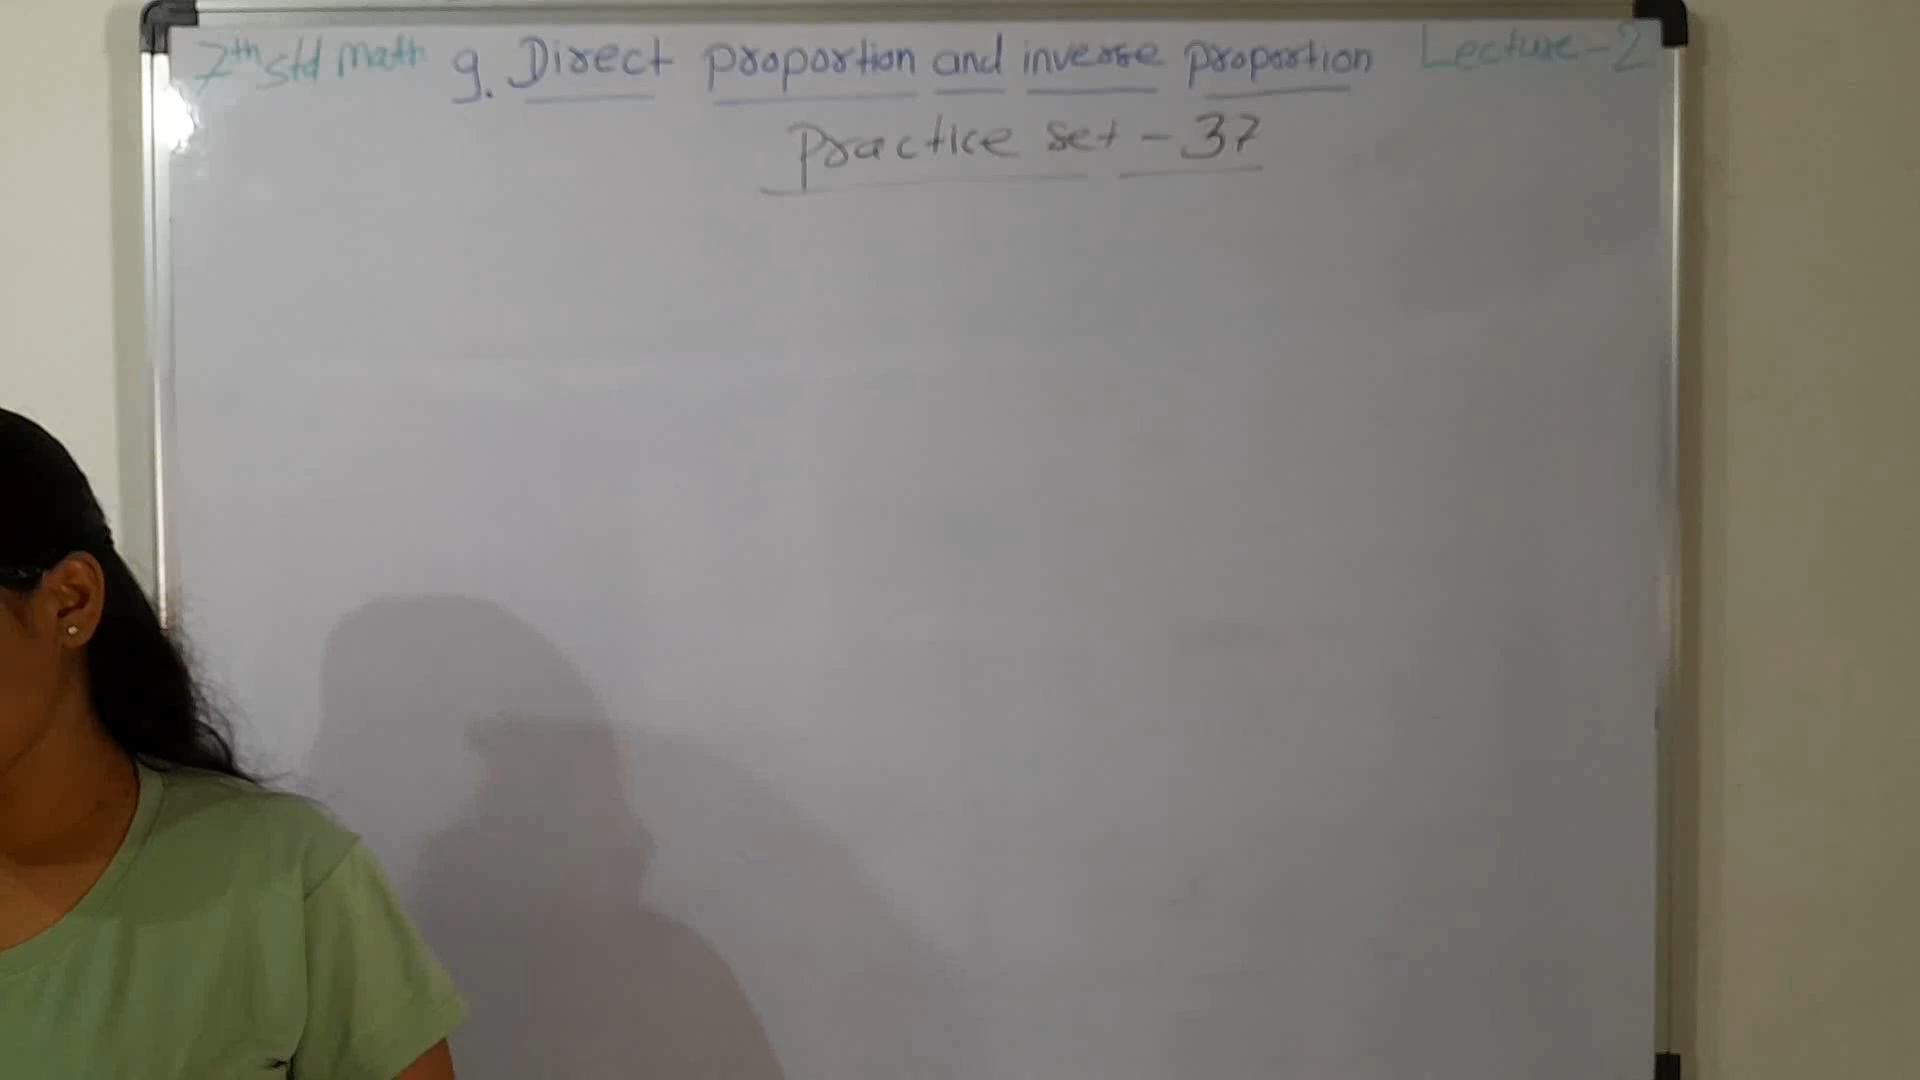 7th std math 9. Direct proportion and inverse proportion Lecture-2
Practice set - 37